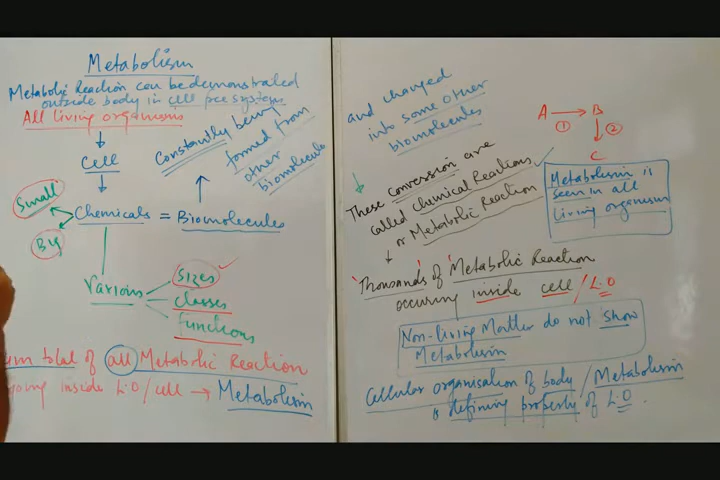 Metabolism
Metabolic Reaction can be demonstrated
outside body in cell free systems
All living organisms
Cell
Chemicals = Biomolecules
Small
Big
Constantly being
formed from
other
biomolecule
Various
Sizes
classes
functions
total of all Metabolic Reaction
going inside L.O/cell → Metabolism
and changed
into some other
biomolecules
These conversion are
called Chemical Reactions
or Metabolic Reaction
A → B
① ②
C
Metabolism is
seen in all
living organism
Thousands of Metabolic Reaction
occuring inside cell/L.O
Non-living Matter do not show
Metabolism
Cellular organisation of body/Metabolism
is defining property of L.O.